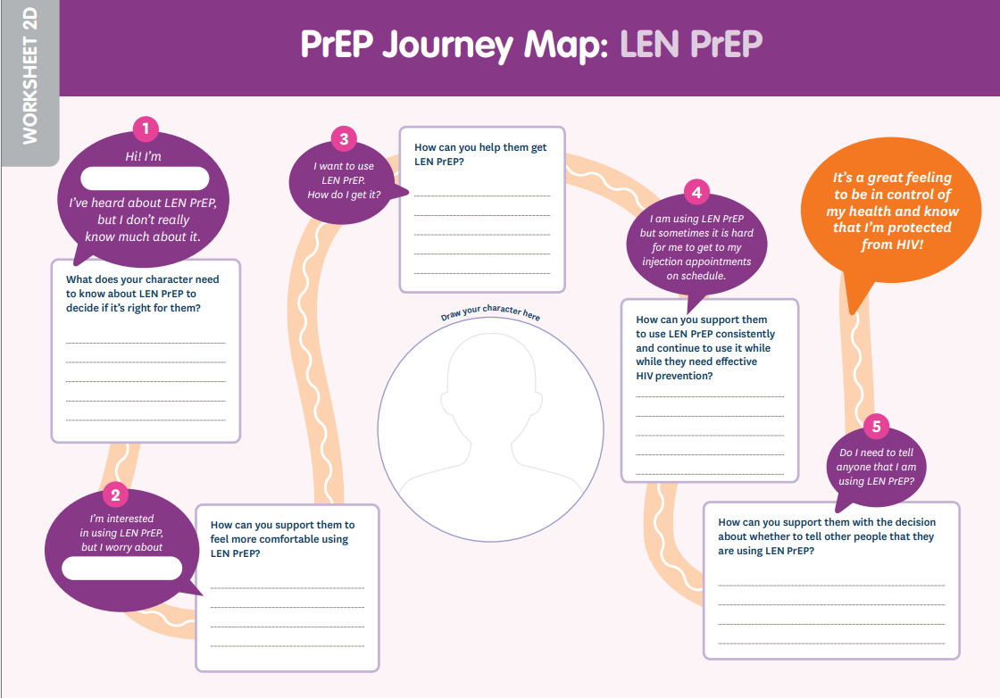 WORKSHEET 2D
PrEP Journey Map: LEN PrEP
1
Hi! I'm
I've heard about LEN PrEP,
but I don't really
know much about it.
What does your character need
to know about LEN PrEP to
decide if it's right for them?
2
I'm interested
in using LEN PrEP,
but I worry about
How can you support them to
feel more comfortable using
LEN PrEP?
3
I want to use
LEN PrEP.
How do I get it?
How can you help them get
LEN PrEP?
Draw your character here
4
I am using LEN PrEP
but sometimes it is hard
for me to get to my
injection appointments
on schedule.
How can you support them
to use LEN PrEP consistently
and continue to use it while
while they need effective
HIV prevention?
5
Do I need to tell
anyone that I am
using LEN PrEP?
How can you support them with the decision
about whether to tell other people that they
are using LEN PrEP?
It's a great feeling
to be in control of
my health and know
that I'm protected
from HIV!